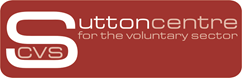 Suttoncentre
for the voluntary sector
CVS